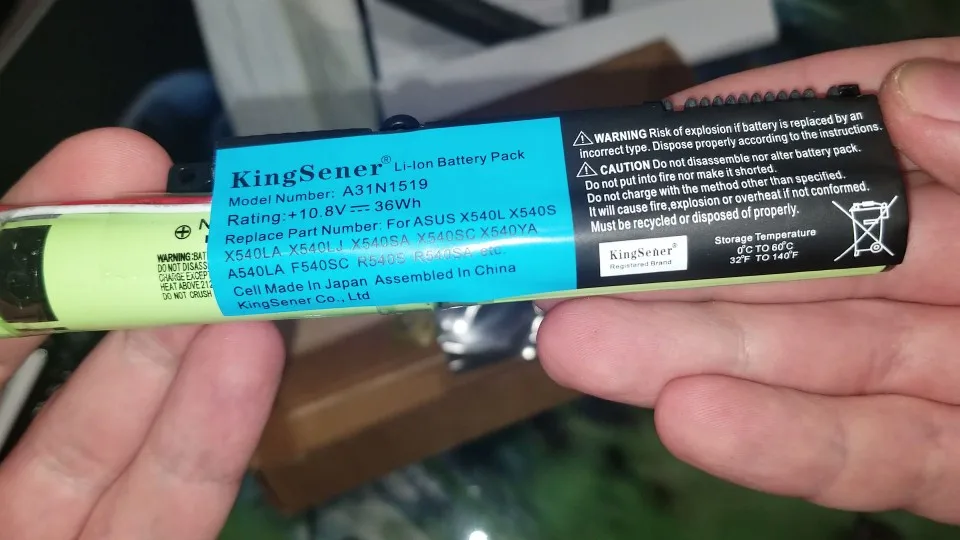 KingSener® Li-Ion Battery Pack
Model Number: A31N1519
Rating:+10.8V⎓36Wh
Replace Part Number: For ASUS X540L X540S
X540LA X540LJ X540SA X540SC X540YA
A540LA F540SC R540S R540SA etc.
Cell Made In Japan Assembled In China
KingSener Co., Ltd
⚠WARNING Risk of explosion if battery is replaced by an
incorrect type. Dispose properly according to the instructions.
⚠CAUTION Do not disassemble nor alter battery pack.
Do not put into fire nor make it shorted.
Do not charge with the method other than specified.
It will cause fire,explosion or overheat if not conformed.
Must be recycled or disposed of properly.
KingSener®
Registered Brand
Storage Temperature
0°C TO 60°C
32°F TO 140°F
⊕ N
WARNING:BAT
DO NOT DISASS
CHARGE EXCEP
HEAT ABOVE 212
DO NOT CRUSH